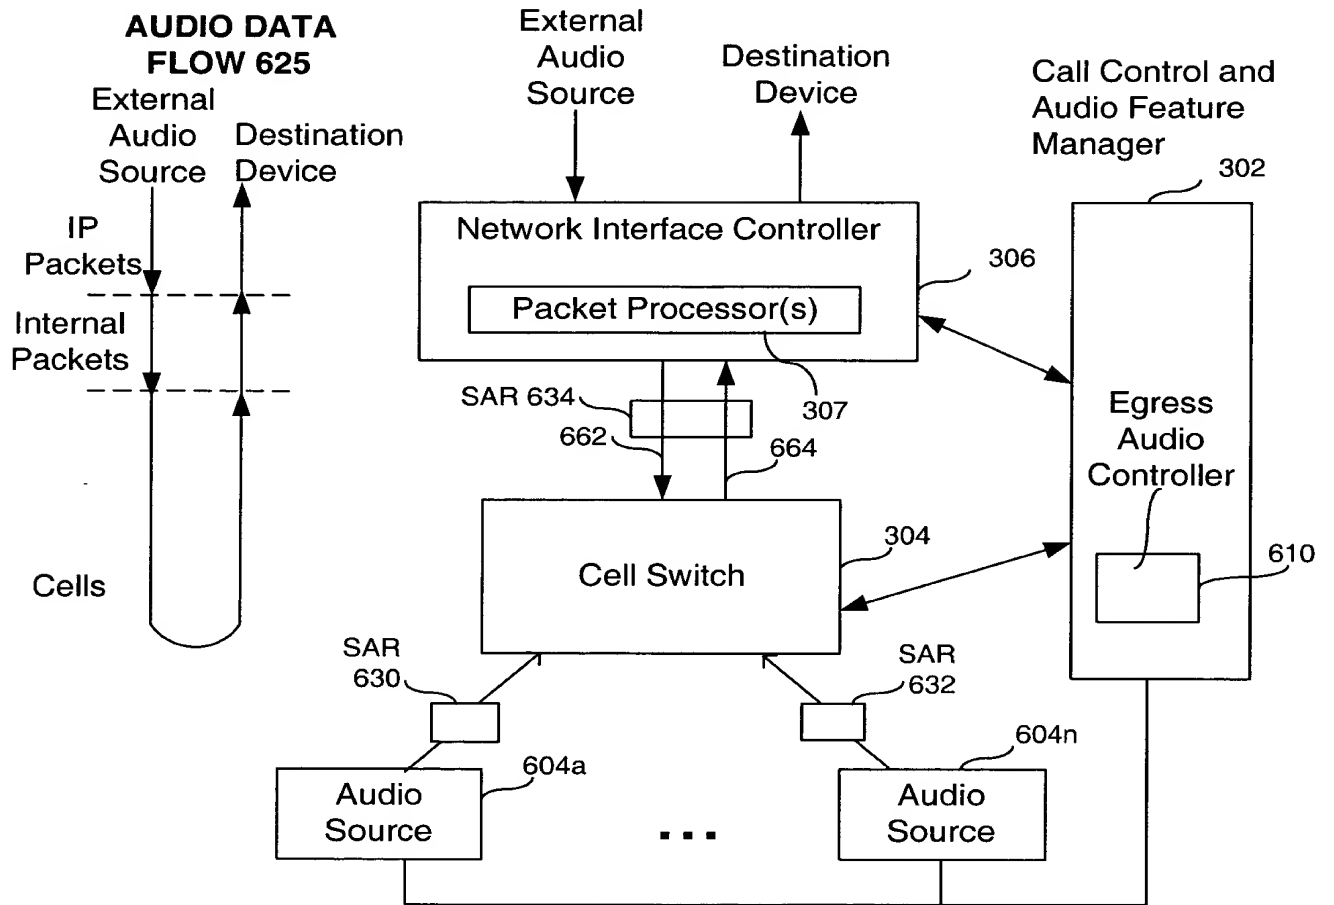 AUDIO DATA
FLOW 625
External
Audio
Source
Destination
Device
IP
Packets
Internal
Packets
Cells
External
Audio
Source
Destination
Device
Call Control and
Audio Feature
Manager
302
Network Interface Controller
306
Packet Processor(s)
307
SAR 634
662
664
Egress
Audio
Controller
610
Cell Switch
304
SAR
630
SAR
632
604a
Audio
Source
...
604n
Audio
Source